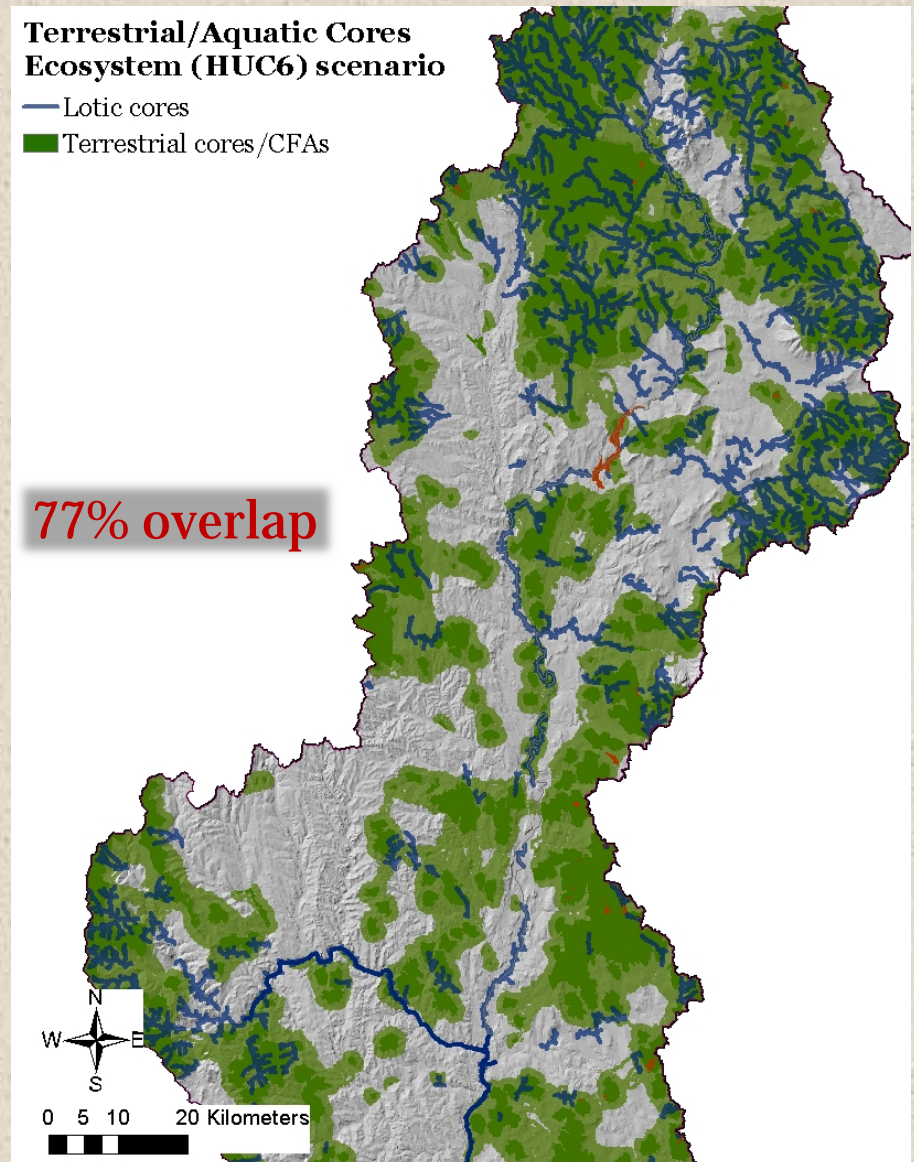 Terrestrial/Aquatic Cores
Ecosystem (HUC6) scenario
Lotic cores
Terrestrial cores/CFAs
77% overlap
N
W E
S
0 5 10 20 Kilometers